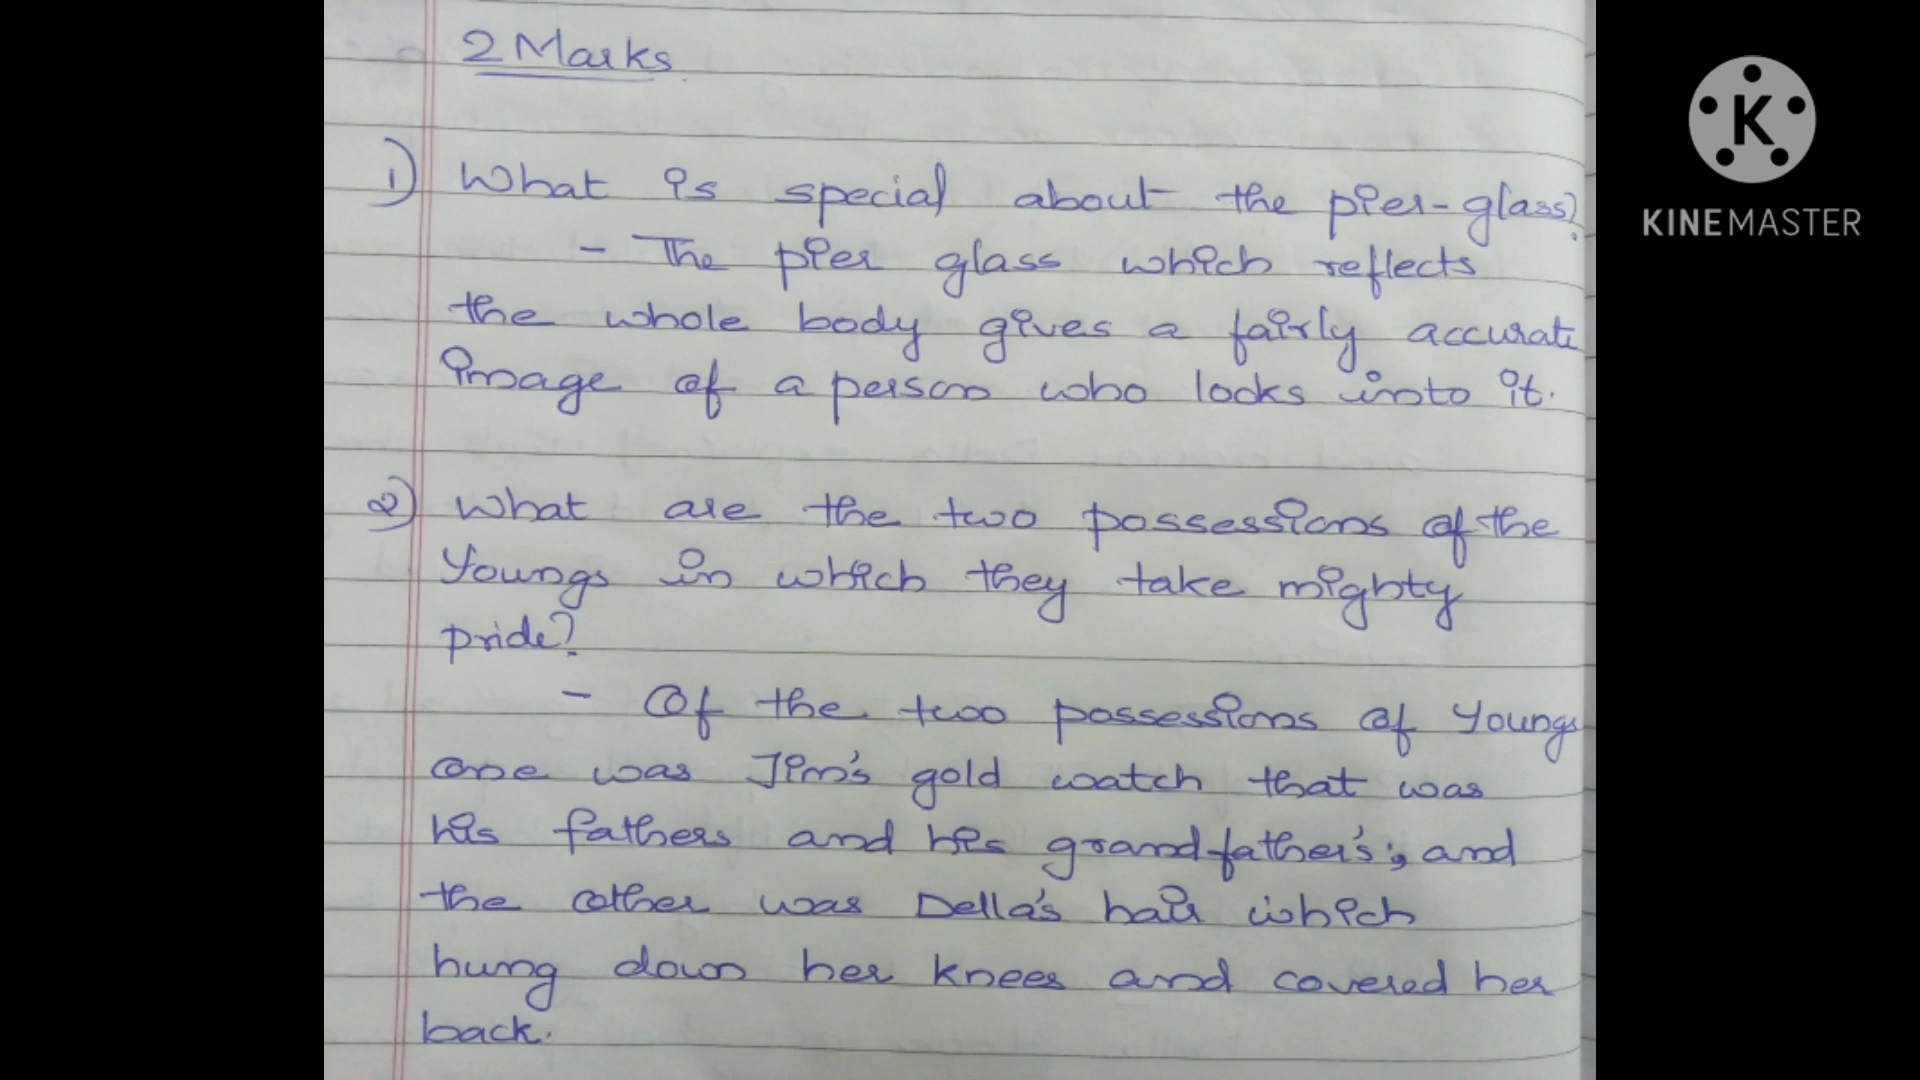 2 Marks
1) What is special about the pier-glass?
- The pier glass which reflects
the whole body gives a fairly accurate
image of a person who looks into it.
2) What are the two possessions of the
Youngs in which they take mighty
pride?
- Of the two possessions of Youngs
one was Jim's gold watch that was
his fathers and his grandfather's; and
the other was Della's hair which
hung down her knees and covered her
back.
K
KINEMASTER